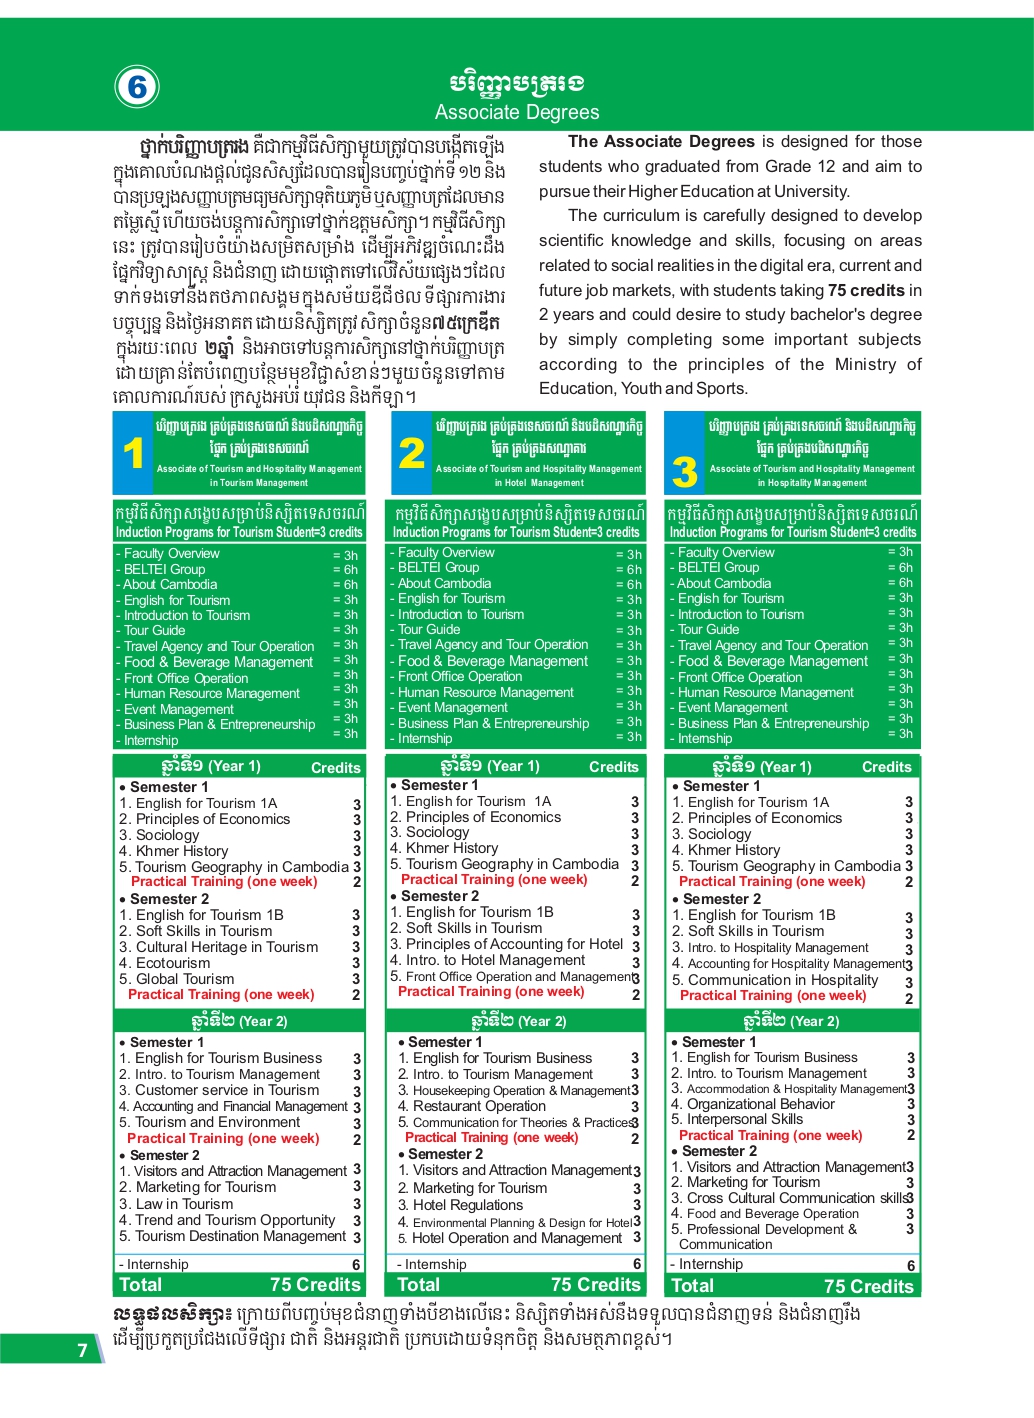 6
បរិញ្ញាបត្ររង
Associate Degrees
ថ្នាក់បរិញ្ញាបត្ររង គឺជាកម្មវិធីសិក្សាមួយត្រូវបានបង្កើតឡើង
ក្នុងគោលបំណងផ្តល់ជូនសិស្សដែលបានរៀនបញ្ចប់ថ្នាក់ទី ១២ និង
បានប្រឡងសញ្ញាបត្រមធ្យមសិក្សាទុតិយភូមិ ឬសញ្ញាបត្រដែលមាន
តម្លៃស្មើ ហើយចង់បន្តការសិក្សាទៅថ្នាក់ឧត្តមសិក្សា។ កម្មវិធីសិក្សា
នេះ ត្រូវបានរៀបចំយ៉ាងសម្រិតសម្រាំង ដើម្បីអភិវឌ្ឍចំណេះដឹង
ផ្នែកវិទ្យាសាស្ត្រ និងជំនាញ ដោយផ្តោតទៅលើវិស័យផ្សេងៗដែល
ទាក់ទងទៅនឹងតថភាពសង្គម ក្នុងសម័យឌីជីថល ទីផ្សារការងារ
បច្ចុប្បន្ន និងថ្ងៃអនាគត ដោយនិស្សិតត្រូវសិក្សាចំនួន៧៥ក្រេឌីត
ក្នុងរយៈពេល ២ឆ្នាំ និងអាចទៅបន្តការសិក្សានៅថ្នាក់បរិញ្ញាបត្រ
ដោយគ្រាន់តែបំពេញបន្ថែមមុខវិជ្ជាសំខាន់ៗមួយចំនួនទៅតាម
គោលការណ៍របស់ ក្រសួងអប់រំ យុវជន និងកីឡា។
The Associate Degrees is designed for those
students who graduated from Grade 12 and aim to
pursue their Higher Education at University.
The curriculum is carefully designed to develop
scientific knowledge and skills, focusing on areas
related to social realities in the digital era, current and
future job markets, with students taking 75 credits in
2 years and could desire to study bachelor's degree
by simply completing some important subjects
according to the principles of the Ministry of
Education, Youth and Sports.
1
បរិញ្ញាបត្ររង គ្រប់គ្រងទេសចរណ៍ និងបដិសណ្ឋារកិច្ច
ផ្នែក គ្រប់គ្រងទេសចរណ៍
Associate of Tourism and Hospitality Management
in Tourism Management
កម្មវិធីសិក្សាសង្ខេបសម្រាប់និស្សិតទេសចរណ៍
Induction Programs for Tourism Student=3 credits
- Faculty Overview = 3h
- BELTEI Group = 6h
- About Cambodia = 6h
- English for Tourism = 3h
- Introduction to Tourism = 3h
- Tour Guide = 3h
- Travel Agency and Tour Operation = 3h
- Food & Beverage Management = 3h
- Front Office Operation = 3h
- Human Resource Management = 3h
- Event Management = 3h
- Business Plan & Entrepreneurship = 3h
- Internship = 3h
ឆ្នាំទី១ (Year 1) Credits
• Semester 1
1. English for Tourism 1A 3
2. Principles of Economics 3
3. Sociology 3
4. Khmer History 3
5. Tourism Geography in Cambodia 3
Practical Training (one week) 2
• Semester 2
1. English for Tourism 1B 3
2. Soft Skills in Tourism 3
3. Cultural Heritage in Tourism 3
4. Ecotourism 3
5. Global Tourism 3
Practical Training (one week) 2
ឆ្នាំទី២ (Year 2)
• Semester 1
1. English for Tourism Business 3
2. Intro. to Tourism Management 3
3. Customer service in Tourism 3
4. Accounting and Financial Management 3
5. Tourism and Environment 3
Practical Training (one week) 2
• Semester 2
1. Visitors and Attraction Management 3
2. Marketing for Tourism 3
3. Law in Tourism 3
4. Trend and Tourism Opportunity 3
5. Tourism Destination Management 3
- Internship 6
Total 75 Credits
2
បរិញ្ញាបត្ររង គ្រប់គ្រងទេសចរណ៍ និងបដិសណ្ឋារកិច្ច
ផ្នែក គ្រប់គ្រងសណ្ឋាគារ
Associate of Tourism and Hospitality Management
in Hotel Management
កម្មវិធីសិក្សាសង្ខេបសម្រាប់និស្សិតទេសចរណ៍
Induction Programs for Tourism Student=3 credits
- Faculty Overview = 3h
- BELTEI Group = 6h
- About Cambodia = 6h
- English for Tourism = 3h
- Introduction to Tourism = 3h
- Tour Guide = 3h
- Travel Agency and Tour Operation = 3h
- Food & Beverage Management = 3h
- Front Office Operation = 3h
- Human Resource Management = 3h
- Event Management = 3h
- Business Plan & Entrepreneurship = 3h
- Internship = 3h
ឆ្នាំទី១ (Year 1) Credits
• Semester 1
1. English for Tourism 1A 3
2. Principles of Economics 3
3. Sociology 3
4. Khmer History 3
5. Tourism Geography in Cambodia 3
Practical Training (one week) 2
• Semester 2
1. English for Tourism 1B 3
2. Soft Skills in Tourism 3
3. Principles of Accounting for Hotel 3
4. Intro. to Hotel Management 3
5. Front Office Operation and Management 3
Practical Training (one week) 2
ឆ្នាំទី២ (Year 2)
• Semester 1
1. English for Tourism Business 3
2. Intro. to Tourism Management 3
3. Housekeeping Operation & Management 3
4. Restaurant Operation 3
5. Communication for Theories & Practices 3
Practical Training (one week) 2
• Semester 2
1. Visitors and Attraction Management 3
2. Marketing for Tourism 3
3. Hotel Regulations 3
4. Environmental Planning & Design for Hotel 3
5. Hotel Operation and Management 3
- Internship 6
Total 75 Credits
3
បរិញ្ញាបត្ររង គ្រប់គ្រងទេសចរណ៍ និងបដិសណ្ឋារកិច្ច
ផ្នែក គ្រប់គ្រងបដិសណ្ឋារកិច្ច
Associate of Tourism and Hospitality Management
in Hospitality Management
កម្មវិធីសិក្សាសង្ខេបសម្រាប់និស្សិតទេសចរណ៍
Induction Programs for Tourism Student=3 credits
- Faculty Overview = 3h
- BELTEI Group = 6h
- About Cambodia = 6h
- English for Tourism = 3h
- Introduction to Tourism = 3h
- Tour Guide = 3h
- Travel Agency and Tour Operation = 3h
- Food & Beverage Management = 3h
- Front Office Operation = 3h
- Human Resource Management = 3h
- Event Management = 3h
- Business Plan & Entrepreneurship = 3h
- Internship = 3h
ឆ្នាំទី១ (Year 1) Credits
• Semester 1
1. English for Tourism 1A 3
2. Principles of Economics 3
3. Sociology 3
4. Khmer History 3
5. Tourism Geography in Cambodia 3
Practical Training (one week) 2
• Semester 2
1. English for Tourism 1B 3
2. Soft Skills in Tourism 3
3. Intro. to Hospitality Management 3
4. Accounting for Hospitality Management 3
5. Communication in Hospitality 3
Practical Training (one week) 2
ឆ្នាំទី២ (Year 2)
• Semester 1
1. English for Tourism Business 3
2. Intro. to Tourism Management 3
3. Accommodation & Hospitality Management 3
4. Organizational Behavior 3
5. Interpersonal Skills 3
Practical Training (one week) 2
• Semester 2
1. Visitors and Attraction Management 3
2. Marketing for Tourism 3
3. Cross Cultural Communication skills 3
4. Food and Beverage Operation 3
5. Professional Development & 3
Communication
- Internship 6
Total 75 Credits
លទ្ធផលសិក្សា៖ ក្រោយពីបញ្ចប់មុខជំនាញទាំងបីខាងលើនេះ និស្សិតទាំងអស់នឹងទទួលបានជំនាញទន់ និងជំនាញរឹង
ដើម្បីប្រកួតប្រជែងលើទីផ្សារ ជាតិ និងអន្តរជាតិ ប្រកបដោយទំនុកចិត្ត និងសមត្ថភាពខ្ពស់។
7